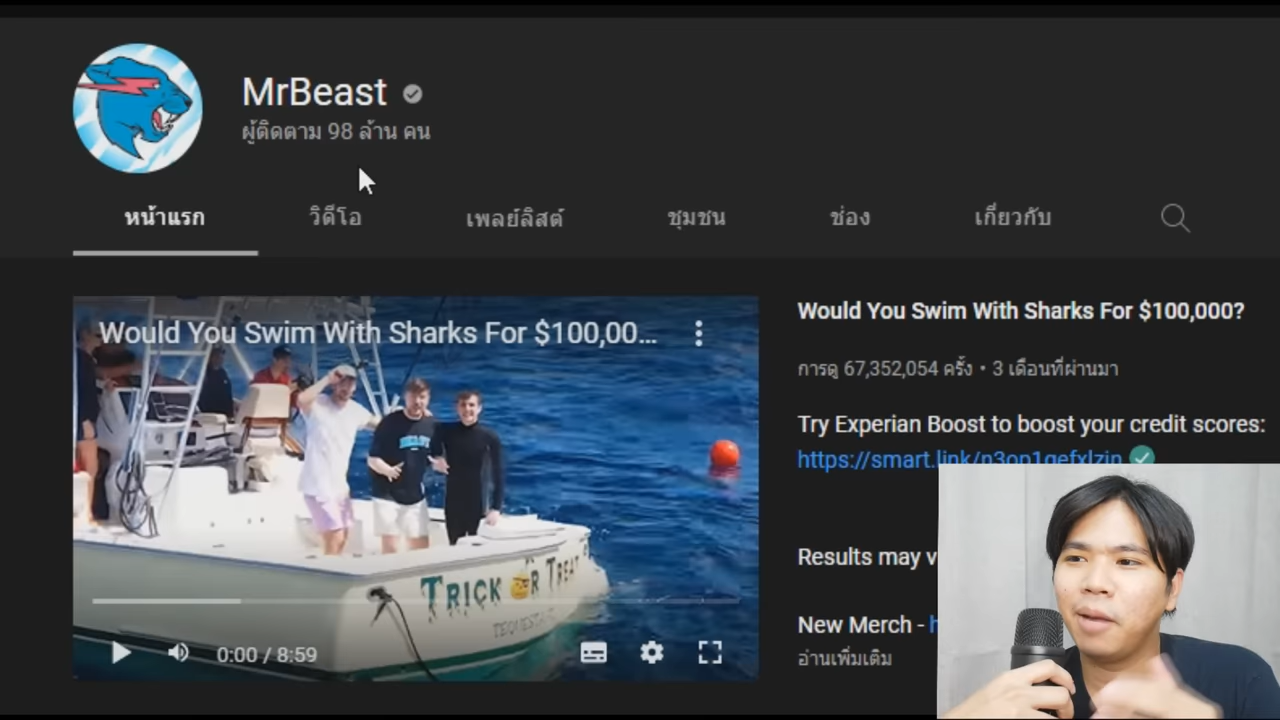 MrBeast
ผู้ติดตาม 98 ล้าน คน
หน้าแรก
วิดีโอ
เพลย์ลิสต์
ชุมชน
ช่อง
เกี่ยวกับ
Would You Swim With Sharks For $100,00...
TRICK OR TREAT
0:00 / 8:59
Would You Swim With Sharks For $100,000?
การดู 67,352,054 ครั้ง • 3 เดือนที่ผ่านมา
Try Experian Boost to boost your credit scores:
https://smart.link/n3op1qefxlzin
Results may v
New Merch - h
อ่านเพิ่มเติม